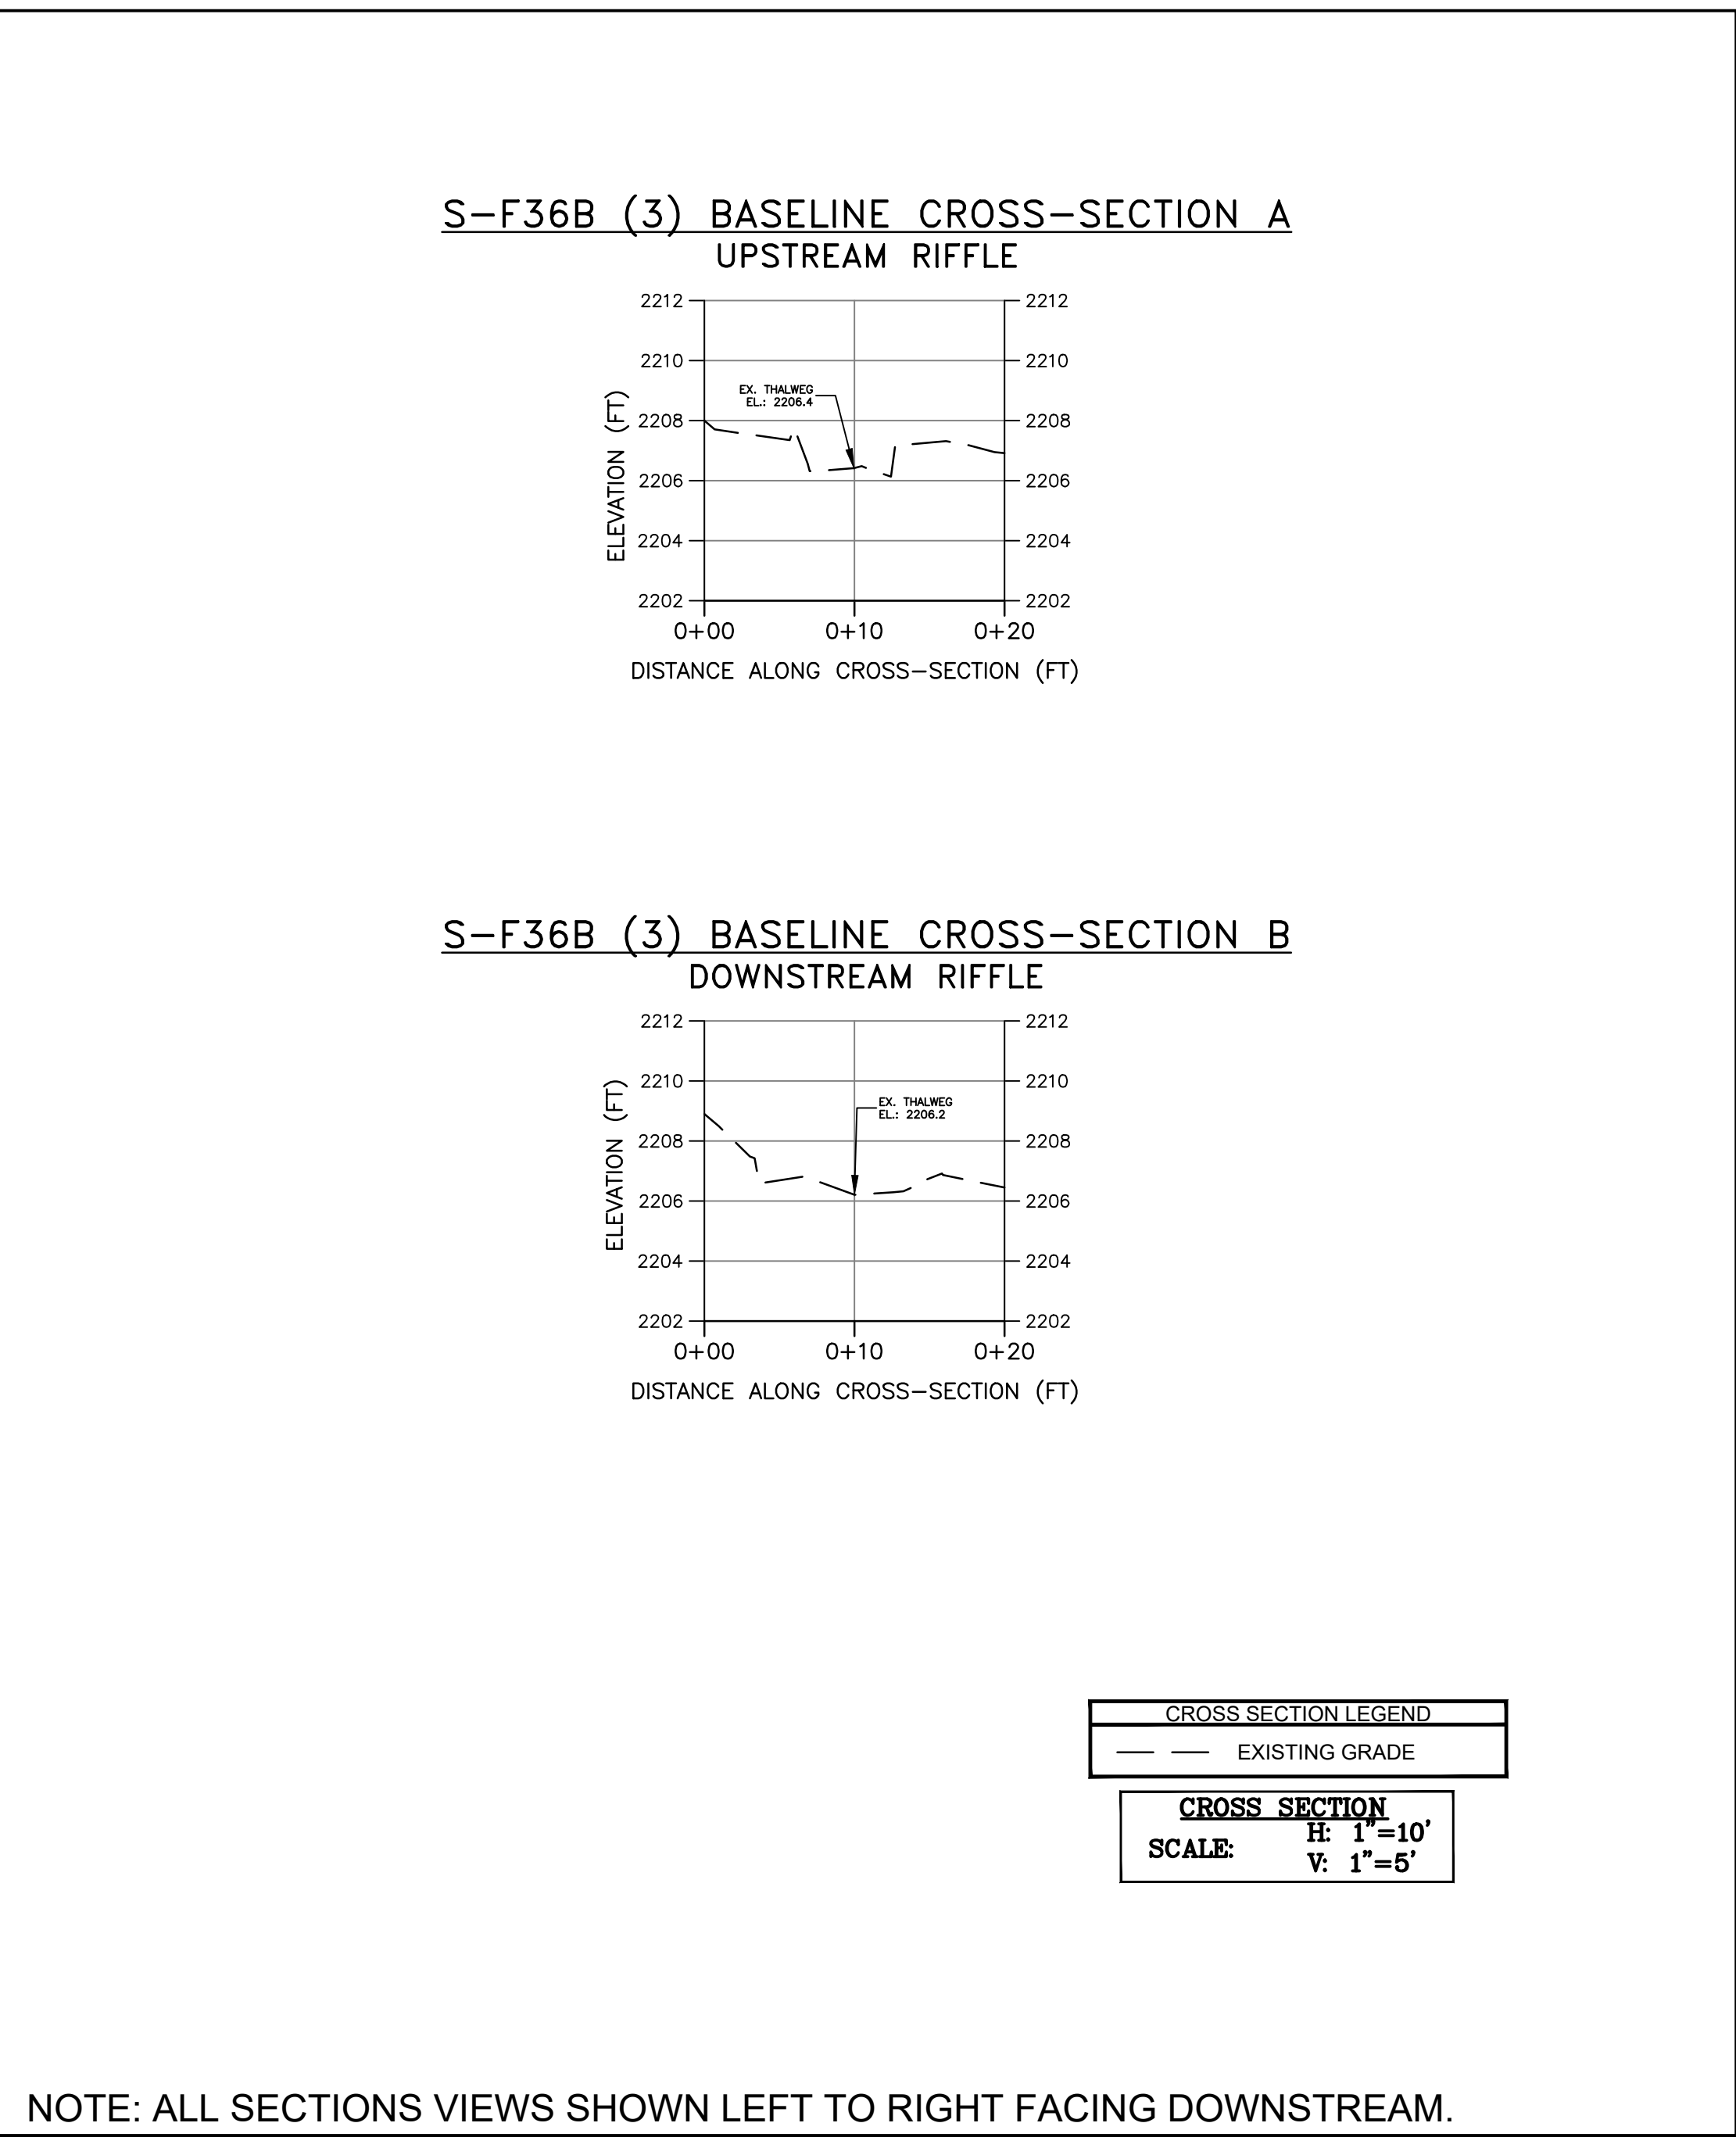 S-F36B (3) BASELINE CROSS-SECTION A
UPSTREAM RIFFLE
2212 2212
2210 2210
EX. THALWEG
EL.: 2206.4
2208 2208
2206 2206
2204 2204
2202 2202
ELEVATION (FT)
0+00 0+10 0+20
DISTANCE ALONG CROSS-SECTION (FT)
S-F36B (3) BASELINE CROSS-SECTION B
DOWNSTREAM RIFFLE
2212 2212
2210 2210
EX. THALWEG
EL.: 2206.2
2208 2208
2206 2206
2204 2204
2202 2202
ELEVATION (FT)
0+00 0+10 0+20
DISTANCE ALONG CROSS-SECTION (FT)
CROSS SECTION LEGEND
EXISTING GRADE
CROSS SECTION
SCALE: H: 1"=10'
V: 1"=5'
NOTE: ALL SECTIONS VIEWS SHOWN LEFT TO RIGHT FACING DOWNSTREAM.